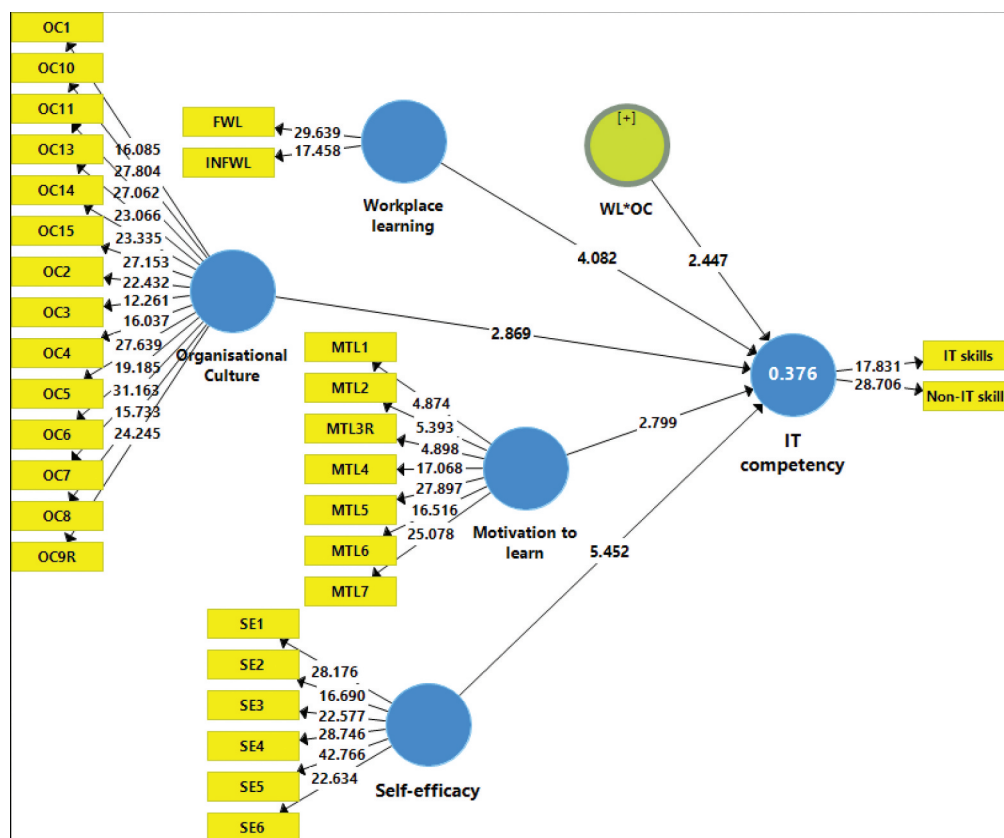 OC1
OC10
OC11
OC13
OC14
OC15
OC2
OC3
OC4
OC5
OC6
OC7
OC8
OC9R
16.085
27.804
27.062
23.066
23.335
27.153
22.432
12.261
16.037
27.639
19.185
31.163
15.733
24.245
Organisational
Culture
FWL
INFWL
29.639
17.458
Workplace
learning
[+]
WL*OC
4.082
2.447
2.869
MTL1
MTL2
MTL3R
MTL4
MTL5
MTL6
MTL7
4.874
5.393
4.898
17.068
27.897
16.516
25.078
Motivation to
learn
2.799
0.376
IT
competency
17.831
28.706
IT skills
Non-IT skill
5.452
SE1
SE2
SE3
SE4
SE5
SE6
28.176
16.690
22.577
28.746
42.766
22.634
Self-efficacy